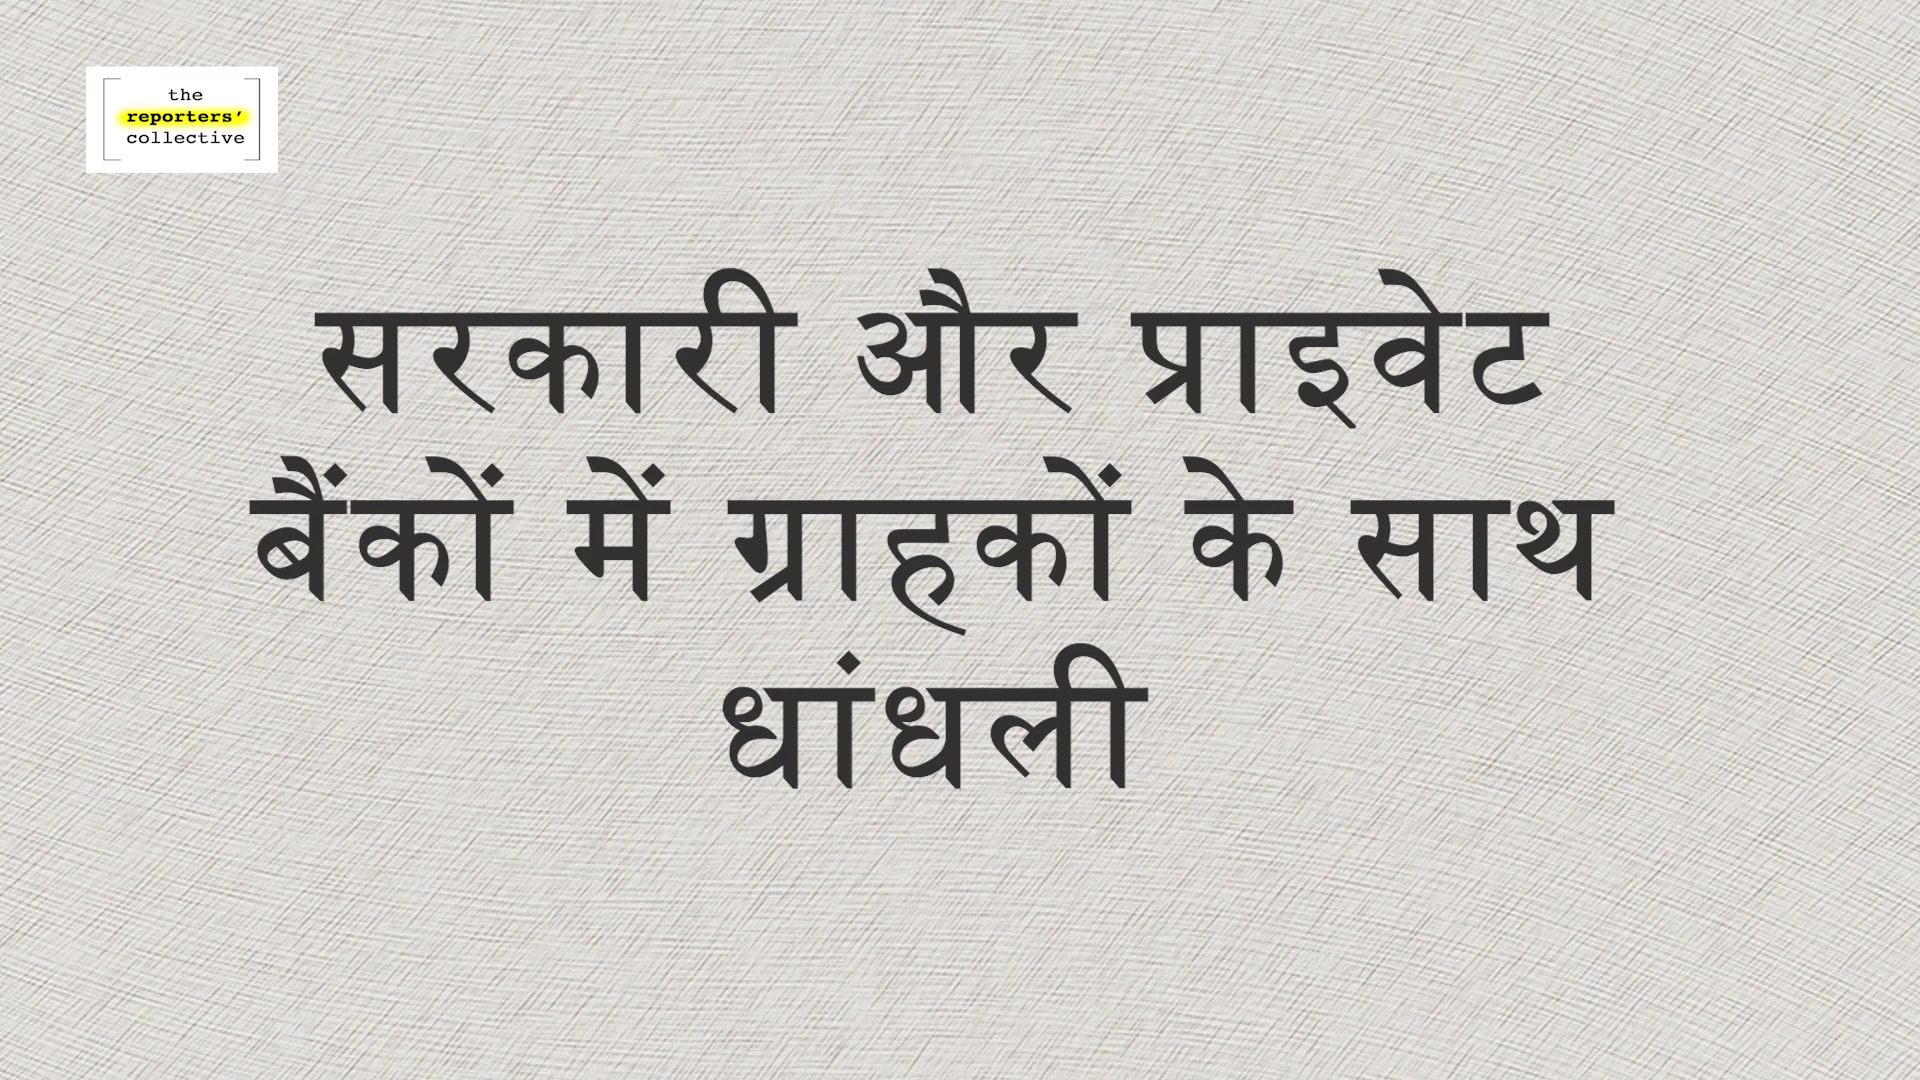 the
reporters’
collective
सरकारी और प्राइवेट
बैंकों में ग्राहकों के साथ
धांधली